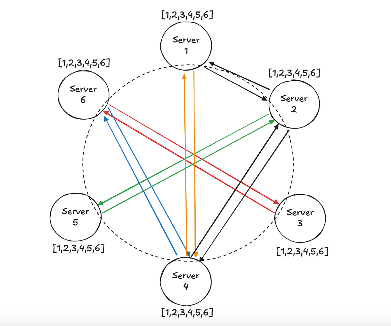 [1,2,3,4,5,6]
Server
1
[1,2,3,4,5,6]
Server
6
[1,2,3,4,5,6]
Server
2
Server
5
[1,2,3,4,5,6]
Server
3
[1,2,3,4,5,6]
Server
4
[1,2,3,4,5,6]